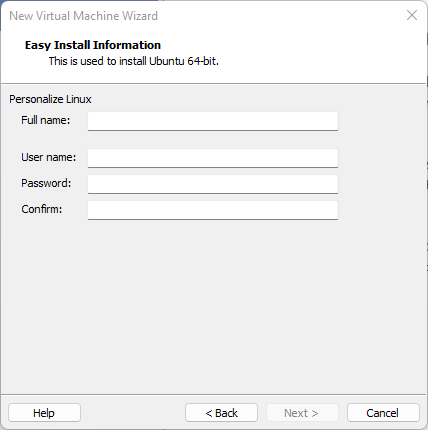 New Virtual Machine Wizard
Easy Install Information
This is used to install Ubuntu 64-bit.
Personalize Linux
Full name:
User name:
Password:
Confirm:
Help
< Back
Next >
Cancel